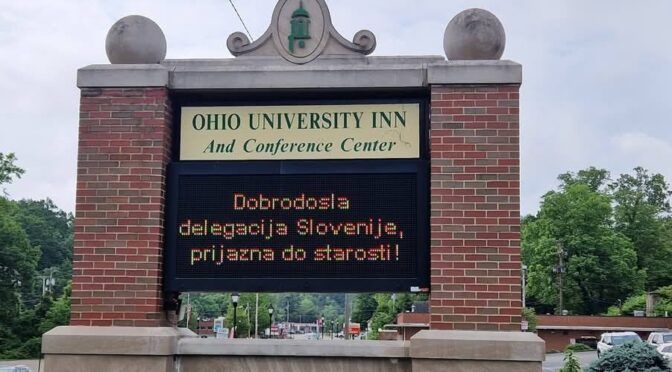 OHIO UNIVERSITY INN
And Conference Center
Dobrodosla
delegacija Slovenije,
prijazna do starosti!